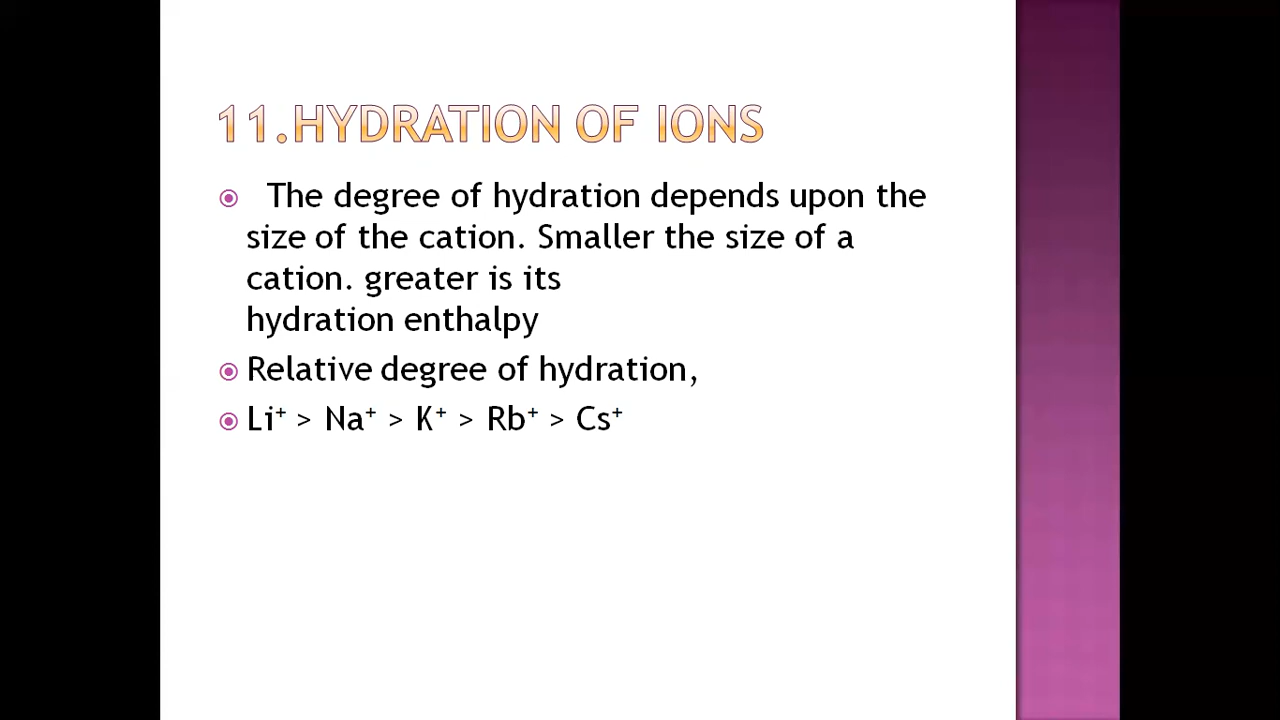 11.HYDRATION OF IONS
The degree of hydration depends upon the
size of the cation. Smaller the size of a
cation. greater is its
hydration enthalpy
Relative degree of hydration,
Li⁺ > Na⁺ > K⁺ > Rb⁺ > Cs⁺